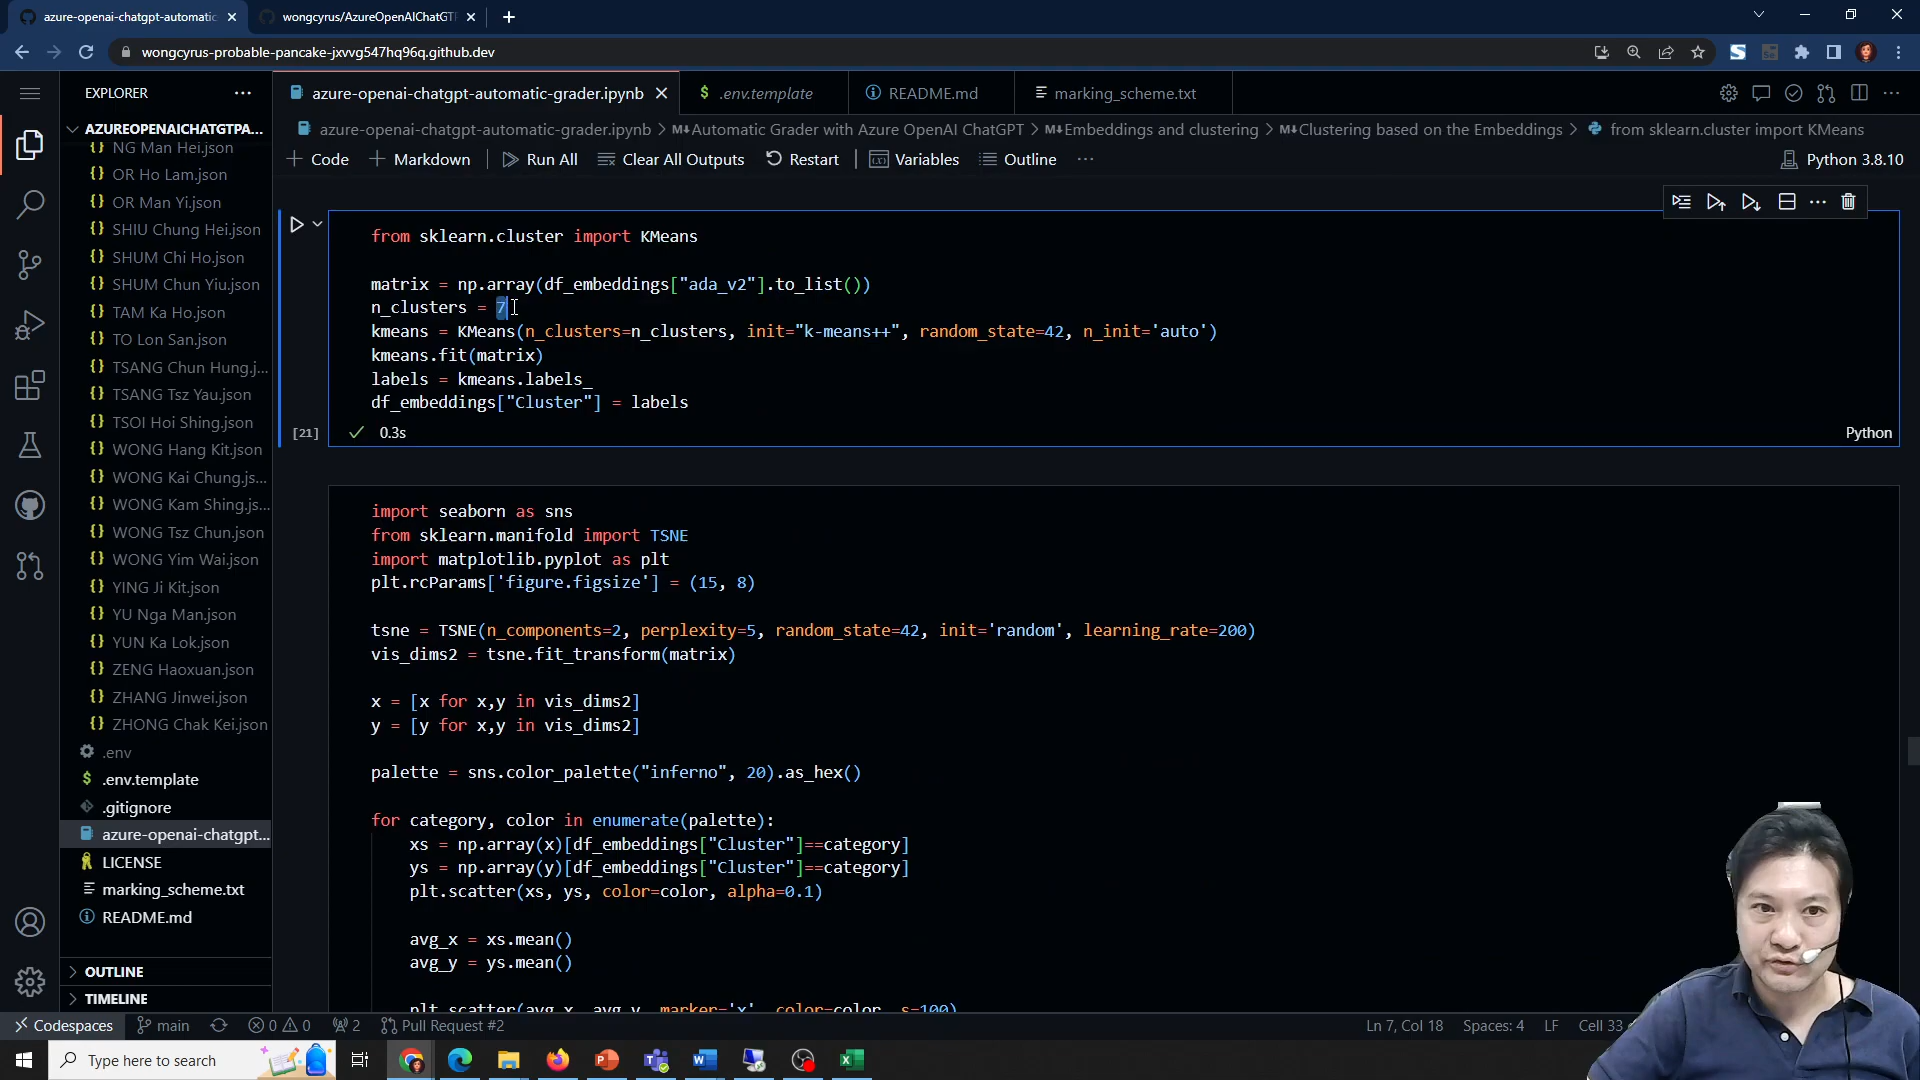 azure-openai-chatgpt-automatic
wongcyrus/AzureOpenAIChatGTF
wongcyrus-probable-pancake-jxvvg547hq96q.github.dev
EXPLORER
AZUREOPENAICHATGTPA...
NG Man Hei.json
OR Ho Lam.json
OR Man Yi.json
SHIU Chung Hei.json
SHUM Chi Ho.json
SHUM Chun Yiu.json
TAM Ka Ho.json
TO Lon San.json
TSANG Chun Hung.j...
TSANG Tsz Yau.json
TSOI Hoi Shing.json
WONG Hang Kit.json
WONG Kai Chung.js...
WONG Kam Shing.js...
WONG Tsz Chun.json
WONG Yim Wai.json
YING Ji Kit.json
YU Nga Man.json
YUN Ka Lok.json
ZENG Haoxuan.json
ZHANG Jinwei.json
ZHONG Chak Kei.json
.env
.env.template
.gitignore
azure-openai-chatgpt...
LICENSE
marking_scheme.txt
README.md
OUTLINE
TIMELINE
azure-openai-chatgpt-automatic-grader.ipynb
.env.template
README.md
marking_scheme.txt
azure-openai-chatgpt-automatic-grader.ipynb > Automatic Grader with Azure OpenAI ChatGPT > Embeddings and clustering > Clustering based on the Embeddings > from sklearn.cluster import KMeans
+ Code + Markdown Run All Clear All Outputs Restart Variables Outline ... Python 3.8.10
from sklearn.cluster import KMeans
matrix = np.array(df_embeddings["ada_v2"].to_list())
n_clusters = 7
kmeans = KMeans(n_clusters=n_clusters, init="k-means++", random_state=42, n_init='auto')
kmeans.fit(matrix)
labels = kmeans.labels_
df_embeddings["Cluster"] = labels
[21] 0.3s Python
import seaborn as sns
from sklearn.manifold import TSNE
import matplotlib.pyplot as plt
plt.rcParams['figure.figsize'] = (15, 8)
tsne = TSNE(n_components=2, perplexity=5, random_state=42, init='random', learning_rate=200)
vis_dims2 = tsne.fit_transform(matrix)
x = [x for x,y in vis_dims2]
y = [y for x,y in vis_dims2]
palette = sns.color_palette("inferno", 20).as_hex()
for category, color in enumerate(palette):
xs = np.array(x)[df_embeddings["Cluster"]==category]
ys = np.array(y)[df_embeddings["Cluster"]==category]
plt.scatter(xs, ys, color=color, alpha=0.1)
avg_x = xs.mean()
avg_y = ys.mean()
plt.scatter(avg_x, avg_y, marker='x', color=color, s=100)
Codespaces main 0 0 2 Pull Request #2 Ln 7, Col 18 Spaces: 4 LF Cell 33
Type here to search